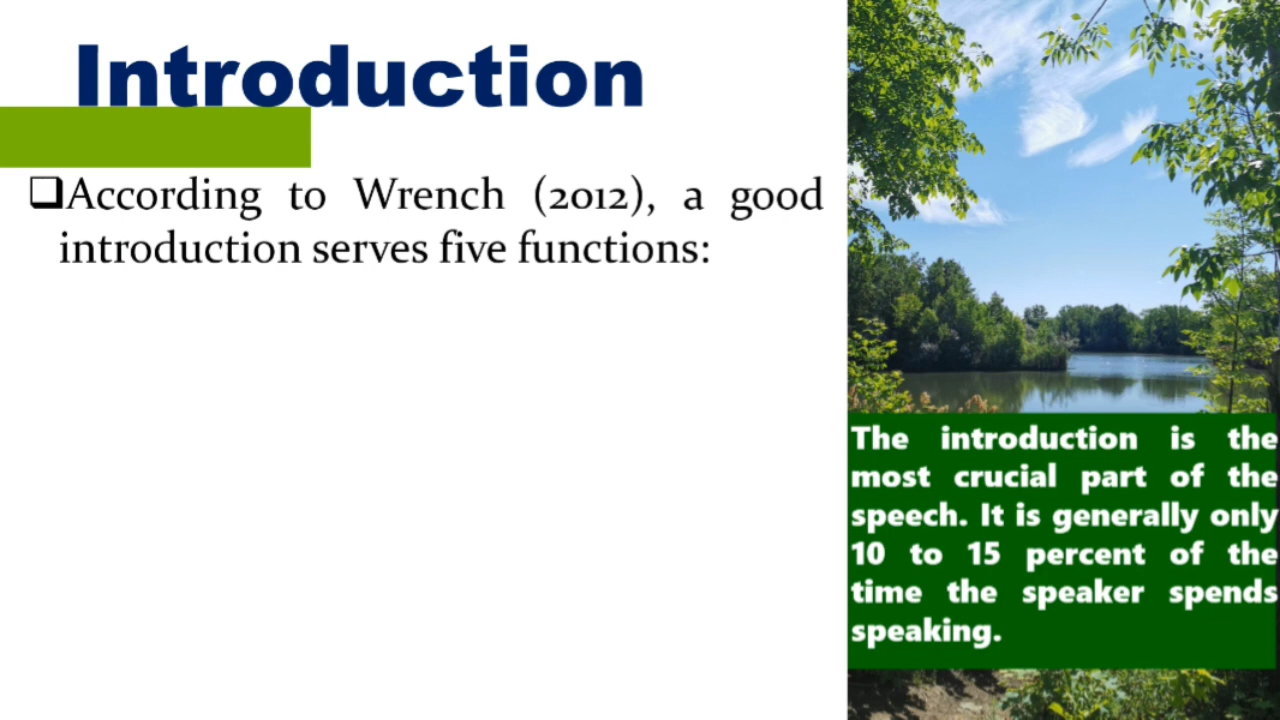 Introduction
❑According to Wrench (2012), a good
introduction serves five functions:
The introduction is the
most crucial part of the
speech. It is generally only
10 to 15 percent of the
time the speaker spends
speaking.